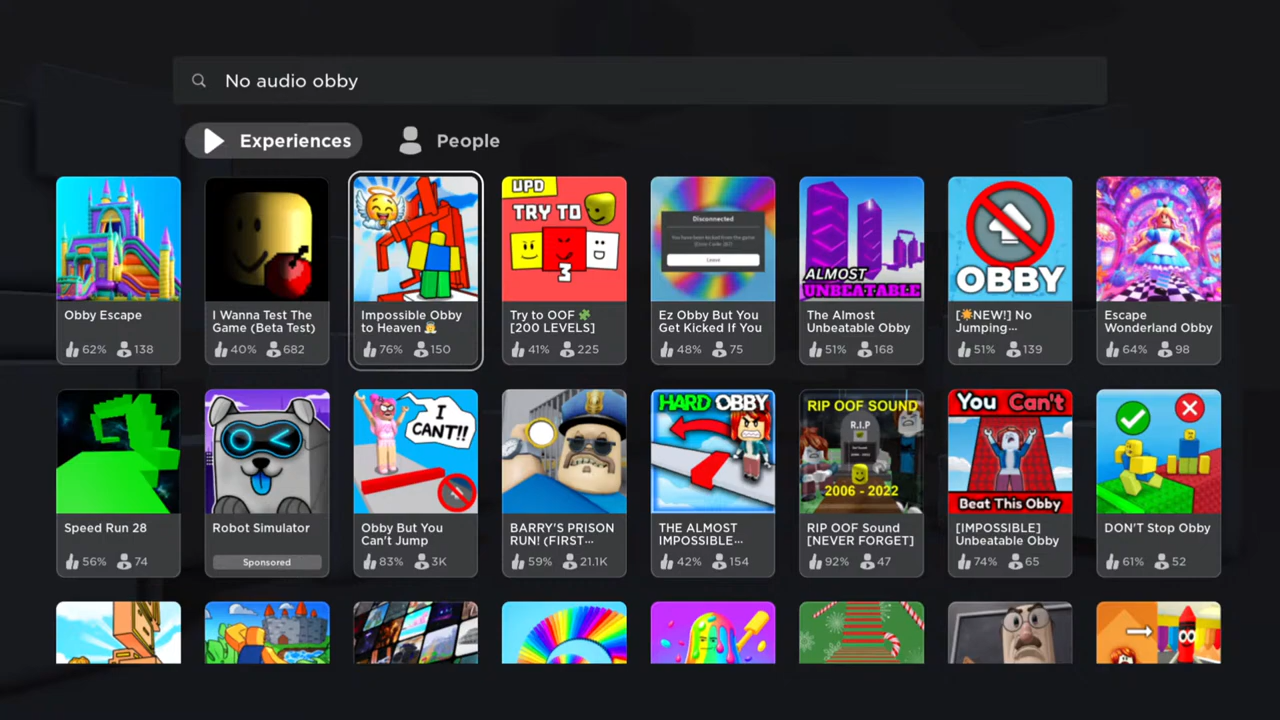 No audio obby
Experiences
People
UPD
TRY TO
3
Disconnected
Leave
ALMOST
UNBEATABLE
OBBY
Obby Escape
I Wanna Test The
Game (Beta Test)
Impossible Obby
to Heaven
Try to OOF
[200 LEVELS]
Ez Obby But You
Get Kicked If You
The Almost
Unbeatable Obby
[☀NEW!] No
Jumping...
Escape
Wonderland Obby
62% 138
40% 682
76% 150
41% 225
48% 75
51% 168
51% 139
64% 98
I
CAN'T!!
HARD OBBY
RIP OOF SOUND
R.I.P
2006 - 2022
You Can't
Beat This Obby
Speed Run 28
Robot Simulator
Obby But You
Can't Jump
BARRY'S PRISON
RUN! (FIRST...
THE ALMOST
IMPOSSIBLE...
RIP OOF Sound
[NEVER FORGET]
[IMPOSSIBLE]
Unbeatable Obby
DON'T Stop Obby
56% 74
Sponsored
83% 3K
59% 21.1K
42% 154
92% 47
74% 65
61% 52